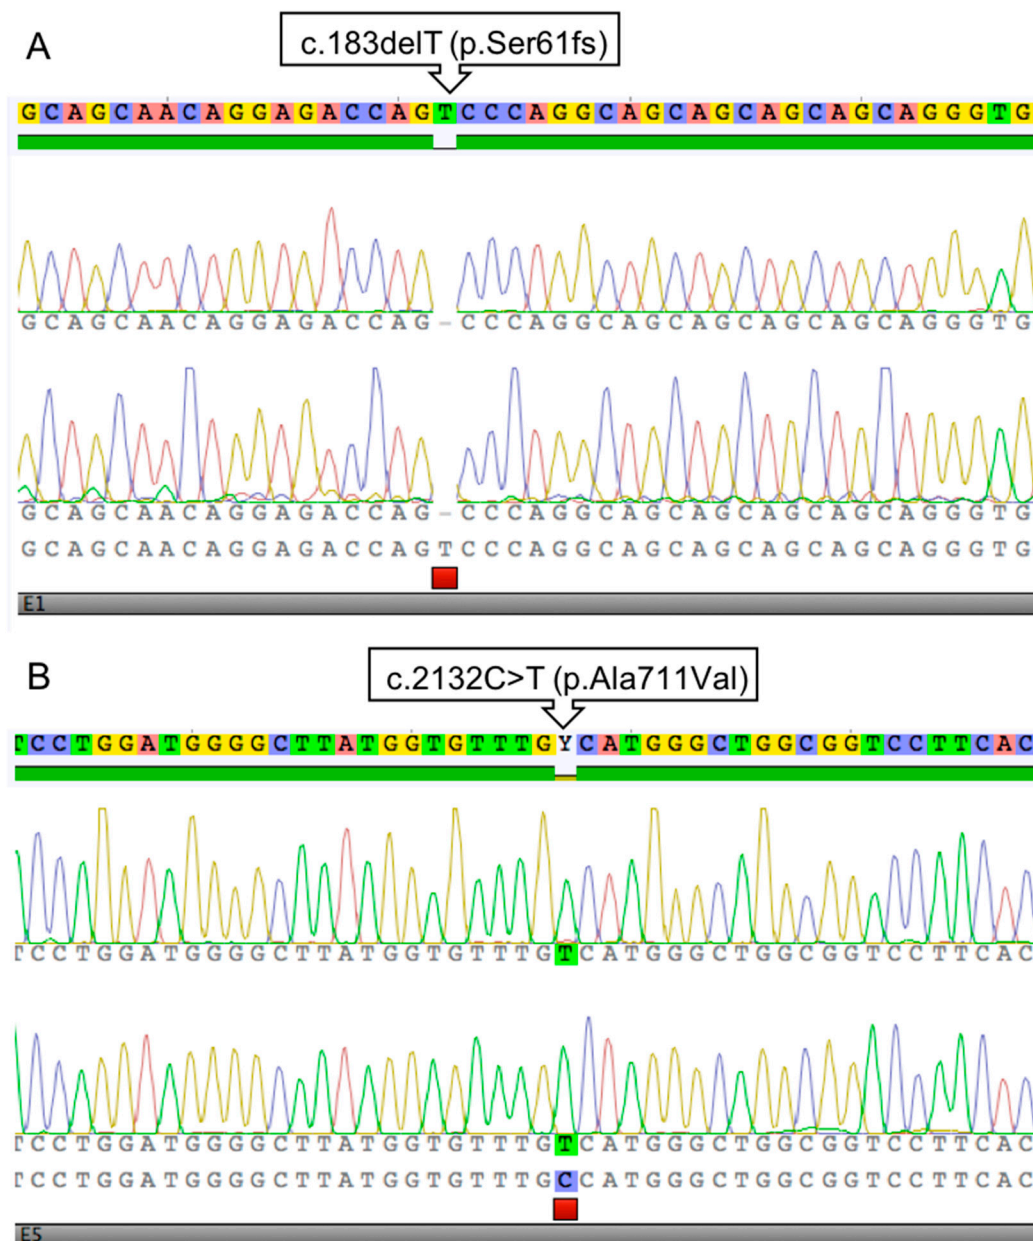 A
c.183delT (p.Ser61fs)
GCAGCAACAGGAGACCAGTCCCAGGCAGCAGCAGCAGCAGGGTG
GCAGCAACAGGAGACCAG-CCCAGGCAGCAGCAGCAGCAGGGTG
GCAGCAACAGGAGACCAG-CCCAGGCAGCAGCAGCAGCAGGGTG
GCAGCAACAGGAGACCAGTCCCAGGCAGCAGCAGCAGCAGGGTG
E1
B
c.2132C>T (p.Ala711Val)
TCCTGGATGGGGCTTATGGTGTTTGYCATGGGCTGGCGGTCCTTCAC
TCCTGGATGGGGCTTATGGTGTTTGTCATGGGCTGGCGGTCCTTCAC
TCCTGGATGGGGCTTATGGTGTTTGTCATGGGCTGGCGGTCCTTCAC
TCCTGGATGGGGCTTATGGTGTTTGCCATGGGCTGGCGGTCCTTCAC
E5